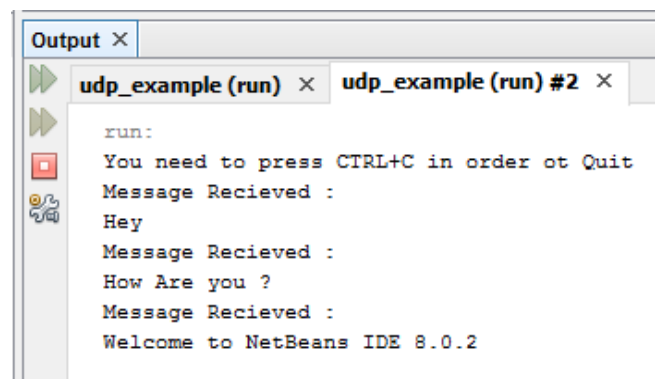 Output ×
udp_example (run) × udp_example (run) #2 ×
run:
You need to press CTRL+C in order ot Quit
Message Recieved :
Hey
Message Recieved :
How Are you ?
Message Recieved :
Welcome to NetBeans IDE 8.0.2